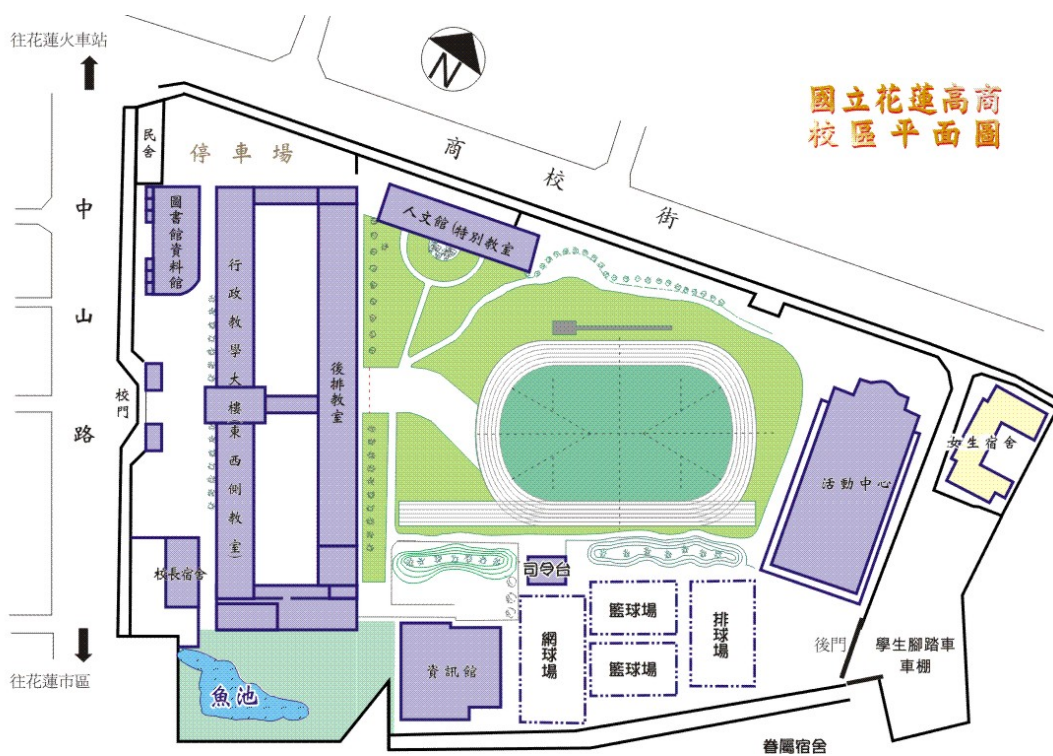 往花蓮火車站
N
國立花蓮高商
校區平面圖
民舍
停車場
商校街
中山路
圖書館資料館
人文館(特別教室
行政教學大樓(東西側教室)
後排教室
校門
女生宿舍
活動中心
校長宿舍
司令台
籃球場
網球場
排球場
籃球場
後門
學生腳踏車
車棚
資訊館
魚池
往花蓮市區
眷屬宿舍